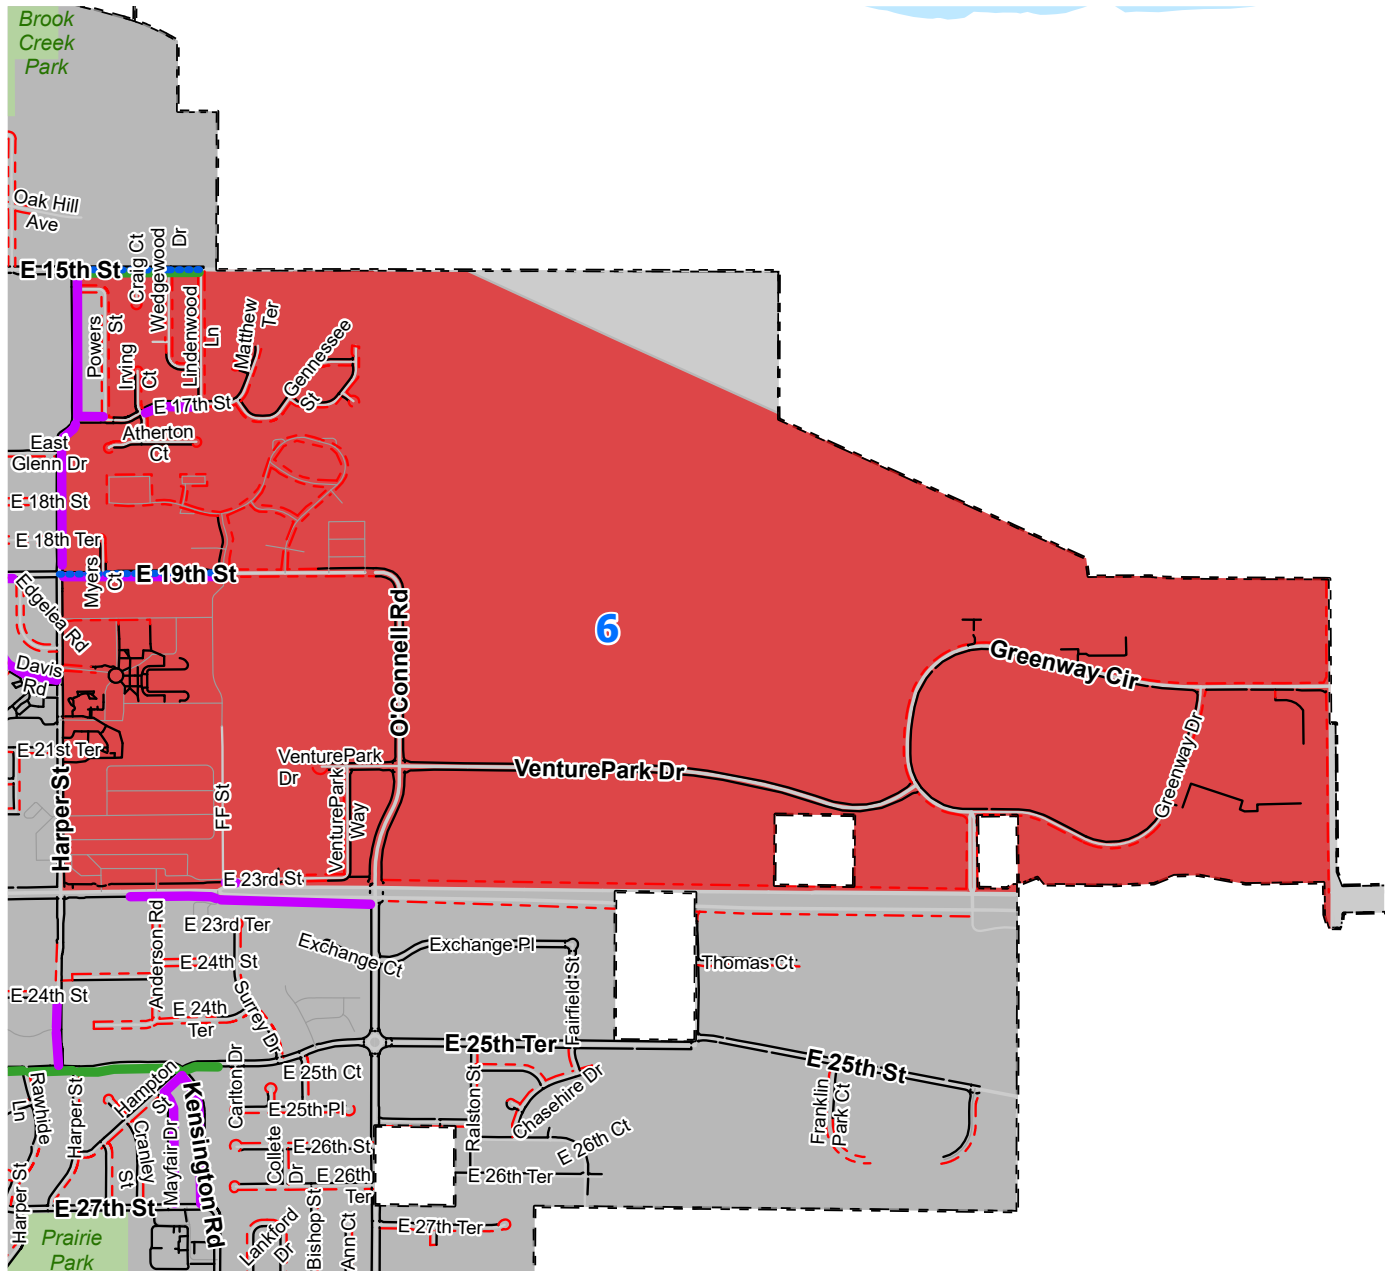 Brook
Creek
Park
Oak Hill
Ave
E 15th St
Craig Ct
Wedgewood
Dr
Powers
St
Irving
Ct
Lindenwood
Ln
Matthew
Ter
Gennessee
St
E 17th St
Atherton
Ct
East
Glenn Dr
E 18th St
E 18th Ter
Myers
Ct
E 19th St
Edgelea Rd
Davis
Rd
O'Connell Rd
6
Greenway Cir
Greenway Dr
E 21st Ter
Harper St
FF St
VenturePark
Dr
VenturePark
Way
VenturePark Dr
E 23rd St
Anderson Rd
E 23rd Ter
E 24th St
E 24th St
E 24th
Ter
Surrey Dr
Exchange Ct
Exchange Pl
Fairfield St
Thomas Ct
E 25th Ter
E 25th St
Franklin
Park Ct
Rawhide
Ln
Harper St
Harper St
Hampton
St
Cranley
St
Mayfair Dr
Kensington Rd
Carlton Dr
E 25th Ct
E 25th Pl
Collete
Dr
E 26th St
E 26th
Ter
Ralston St
Chasehire Dr
E 26th Ct
E 26th Ter
E 27th St
Lankford
Dr
Bishop St
Ann Ct
E 27th Ter
Prairie
Park